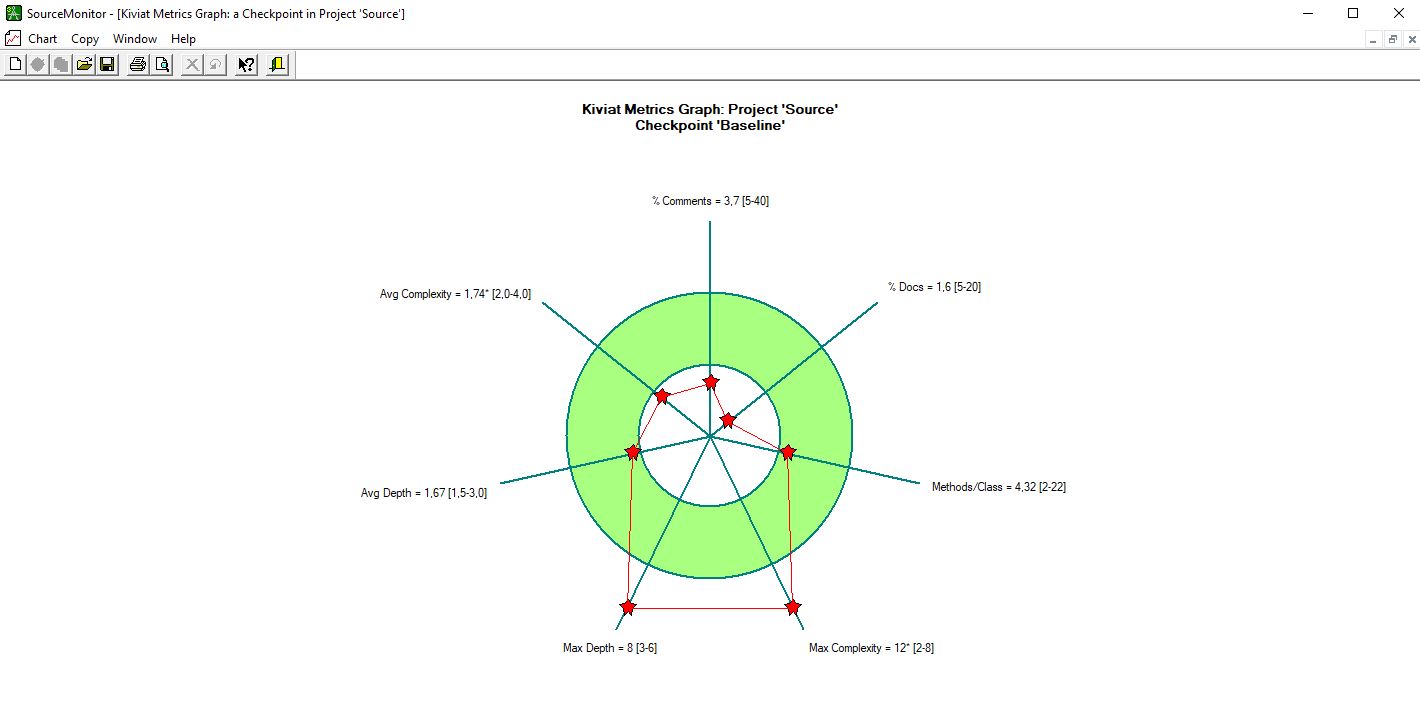 SourceMonitor - [Kiviat Metrics Graph: a Checkpoint in Project 'Source']
Chart Copy Window Help
Kiviat Metrics Graph: Project 'Source'
Checkpoint 'Baseline'
% Comments = 3,7 [5-40]
% Docs = 1,6 [5-20]
Avg Complexity = 1,74* [2,0-4,0]
Methods/Class = 4,32 [2-22]
Avg Depth = 1,67 [1,5-3,0]
Max Depth = 8 [3-6]
Max Complexity = 12* [2-8]